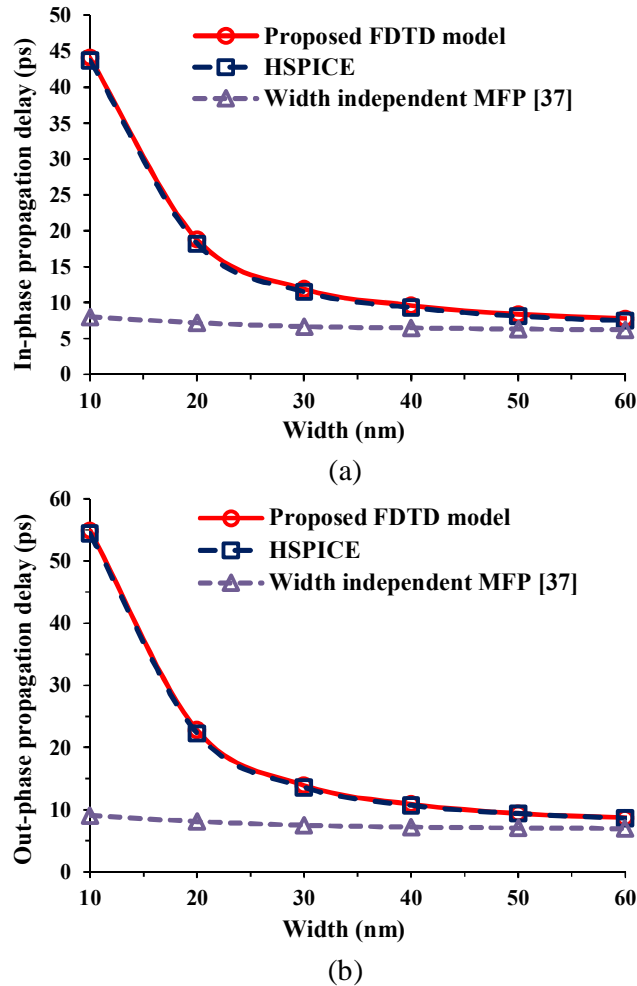 50
45
40
35
30
25
20
15
10
5
0
In-phase propagation delay (ps)
Proposed FDTD model
HSPICE
Width independent MFP [37]
10 20 30 40 50 60
Width (nm)
(a)
60
50
40
30
20
10
0
Out-phase propagation delay (ps)
Proposed FDTD model
HSPICE
Width independent MFP [37]
10 20 30 40 50 60
Width (nm)
(b)